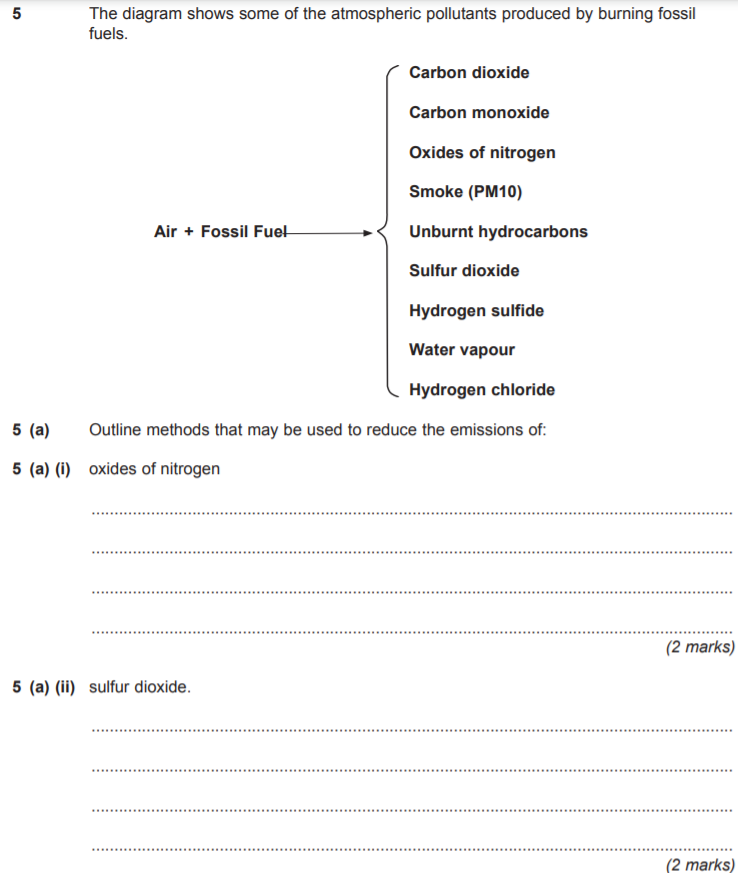 5 The diagram shows some of the atmospheric pollutants produced by burning fossil
fuels.
Carbon dioxide
Carbon monoxide
Oxides of nitrogen
Smoke (PM10)
Air + Fossil Fuel
Unburnt hydrocarbons
Sulfur dioxide
Hydrogen sulfide
Water vapour
Hydrogen chloride
5 (a) Outline methods that may be used to reduce the emissions of:
5 (a) (i) oxides of nitrogen
(2 marks)
5 (a) (ii) sulfur dioxide.
(2 marks)